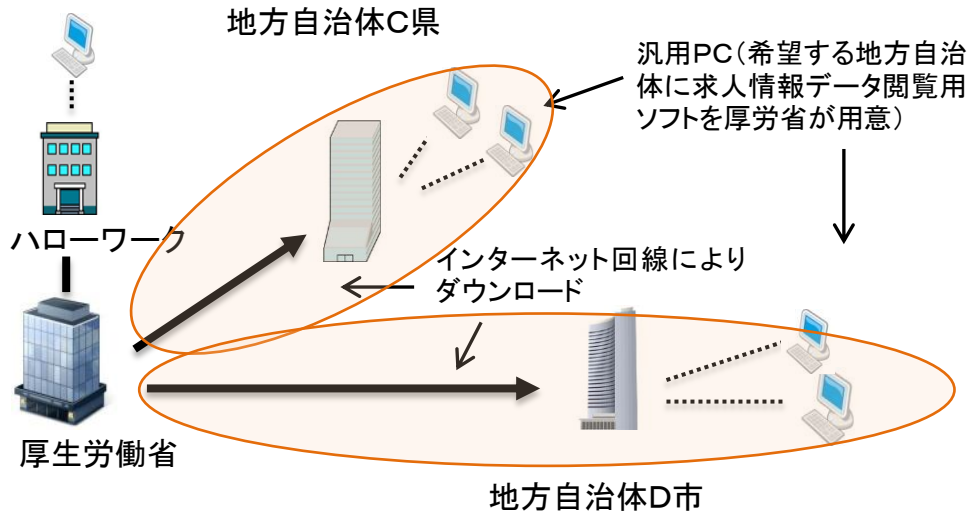 地方自治体C県
汎用PC(希望する地方自治
体に求人情報データ閲覧用
ソフトを厚労省が用意)
ハローワーク
インターネット回線により
ダウンロード
厚生労働省
地方自治体D市